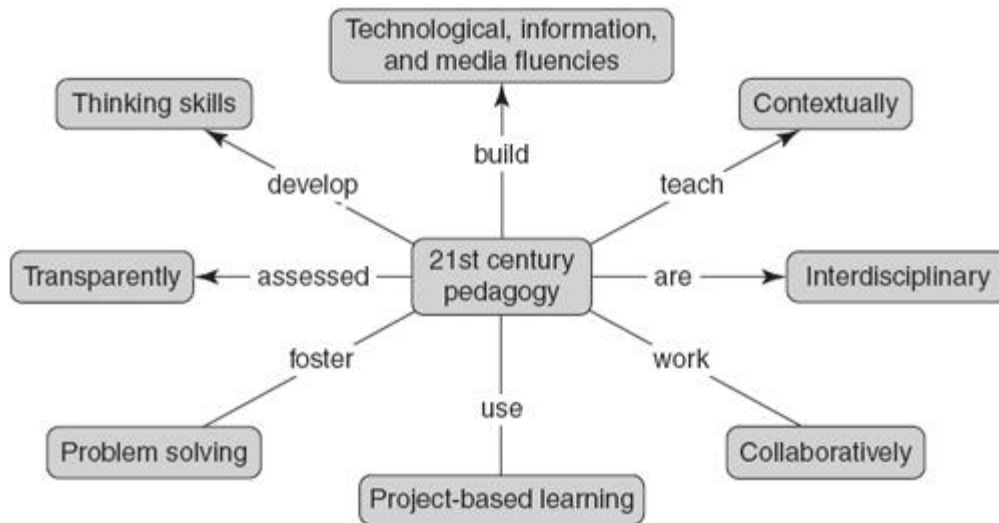 Technological, information,
and media fluencies
Thinking skills
Contextually
build
develop
teach
Transparently
assessed
21st century
pedagogy
are
Interdisciplinary
foster
work
use
Problem solving
Collaboratively
Project-based learning